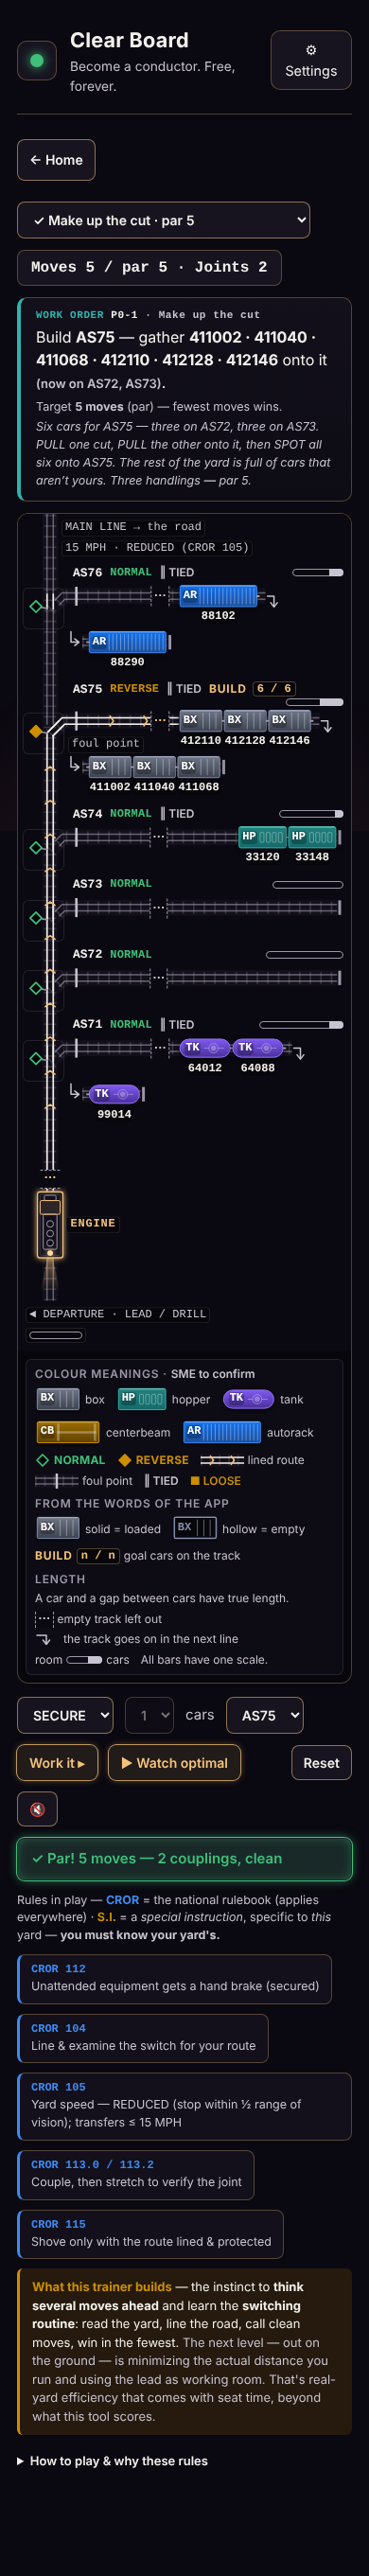 Clear Board
Become a conductor. Free,
forever.
⚙
Settings
← Home
✓ Make up the cut · par 5
Moves 5 / par 5 · Joints 2
WORK ORDER P0-1 · Make up the cut
Build AS75 — gather 411002 · 411040 ·
411068 · 412110 · 412128 · 412146 onto it
(now on AS72, AS73).
Target 5 moves (par) — fewest moves wins.
Six cars for AS75 — three on AS72, three on AS73.
PULL one cut, PULL the other onto it, then SPOT all
six onto AS75. The rest of the yard is full of cars that
aren't yours. Three handlings — par 5.
MAIN LINE → the road
15 MPH · REDUCED (CROR 105)
AS76 NORMAL ‖ TIED
AR
88102
AR
88290
AS75 REVERSE ‖ TIED BUILD 6 / 6
BX BX BX
412110 412128 412146
foul point
BX BX BX
411002 411040 411068
AS74 NORMAL ‖ TIED
HP HP
33120 33148
AS73 NORMAL
AS72 NORMAL
AS71 NORMAL ‖ TIED
TK TK
64012 64088
TK
99014
ENGINE
◄ DEPARTURE · LEAD / DRILL
COLOUR MEANINGS · SME to confirm
BX box HP hopper TK tank
CB centerbeam AR autorack
NORMAL REVERSE lined route
foul point ‖ TIED LOOSE
FROM THE WORDS OF THE APP
BX solid = loaded BX hollow = empty
BUILD n / n goal cars on the track
LENGTH
A car and a gap between cars have true length.
··· empty track left out
the track goes on in the next line
room cars All bars have one scale.
SECURE 1 cars AS75
Work it ▸ ▶ Watch optimal Reset
✓ Par! 5 moves — 2 couplings, clean
Rules in play — CROR = the national rulebook (applies
everywhere) · S.I. = a special instruction, specific to this
yard — you must know your yard's.
CROR 112
Unattended equipment gets a hand brake (secured)
CROR 104
Line & examine the switch for your route
CROR 105
Yard speed — REDUCED (stop within ½ range of
vision); transfers ≤ 15 MPH
CROR 113.0 / 113.2
Couple, then stretch to verify the joint
CROR 115
Shove only with the route lined & protected
What this trainer builds — the instinct to think
several moves ahead and learn the switching
routine: read the yard, line the road, call clean
moves, win in the fewest. The next level — out on
the ground — is minimizing the actual distance you
run and using the lead as working room. That's real-
yard efficiency that comes with seat time, beyond
what this tool scores.
▶ How to play & why these rules